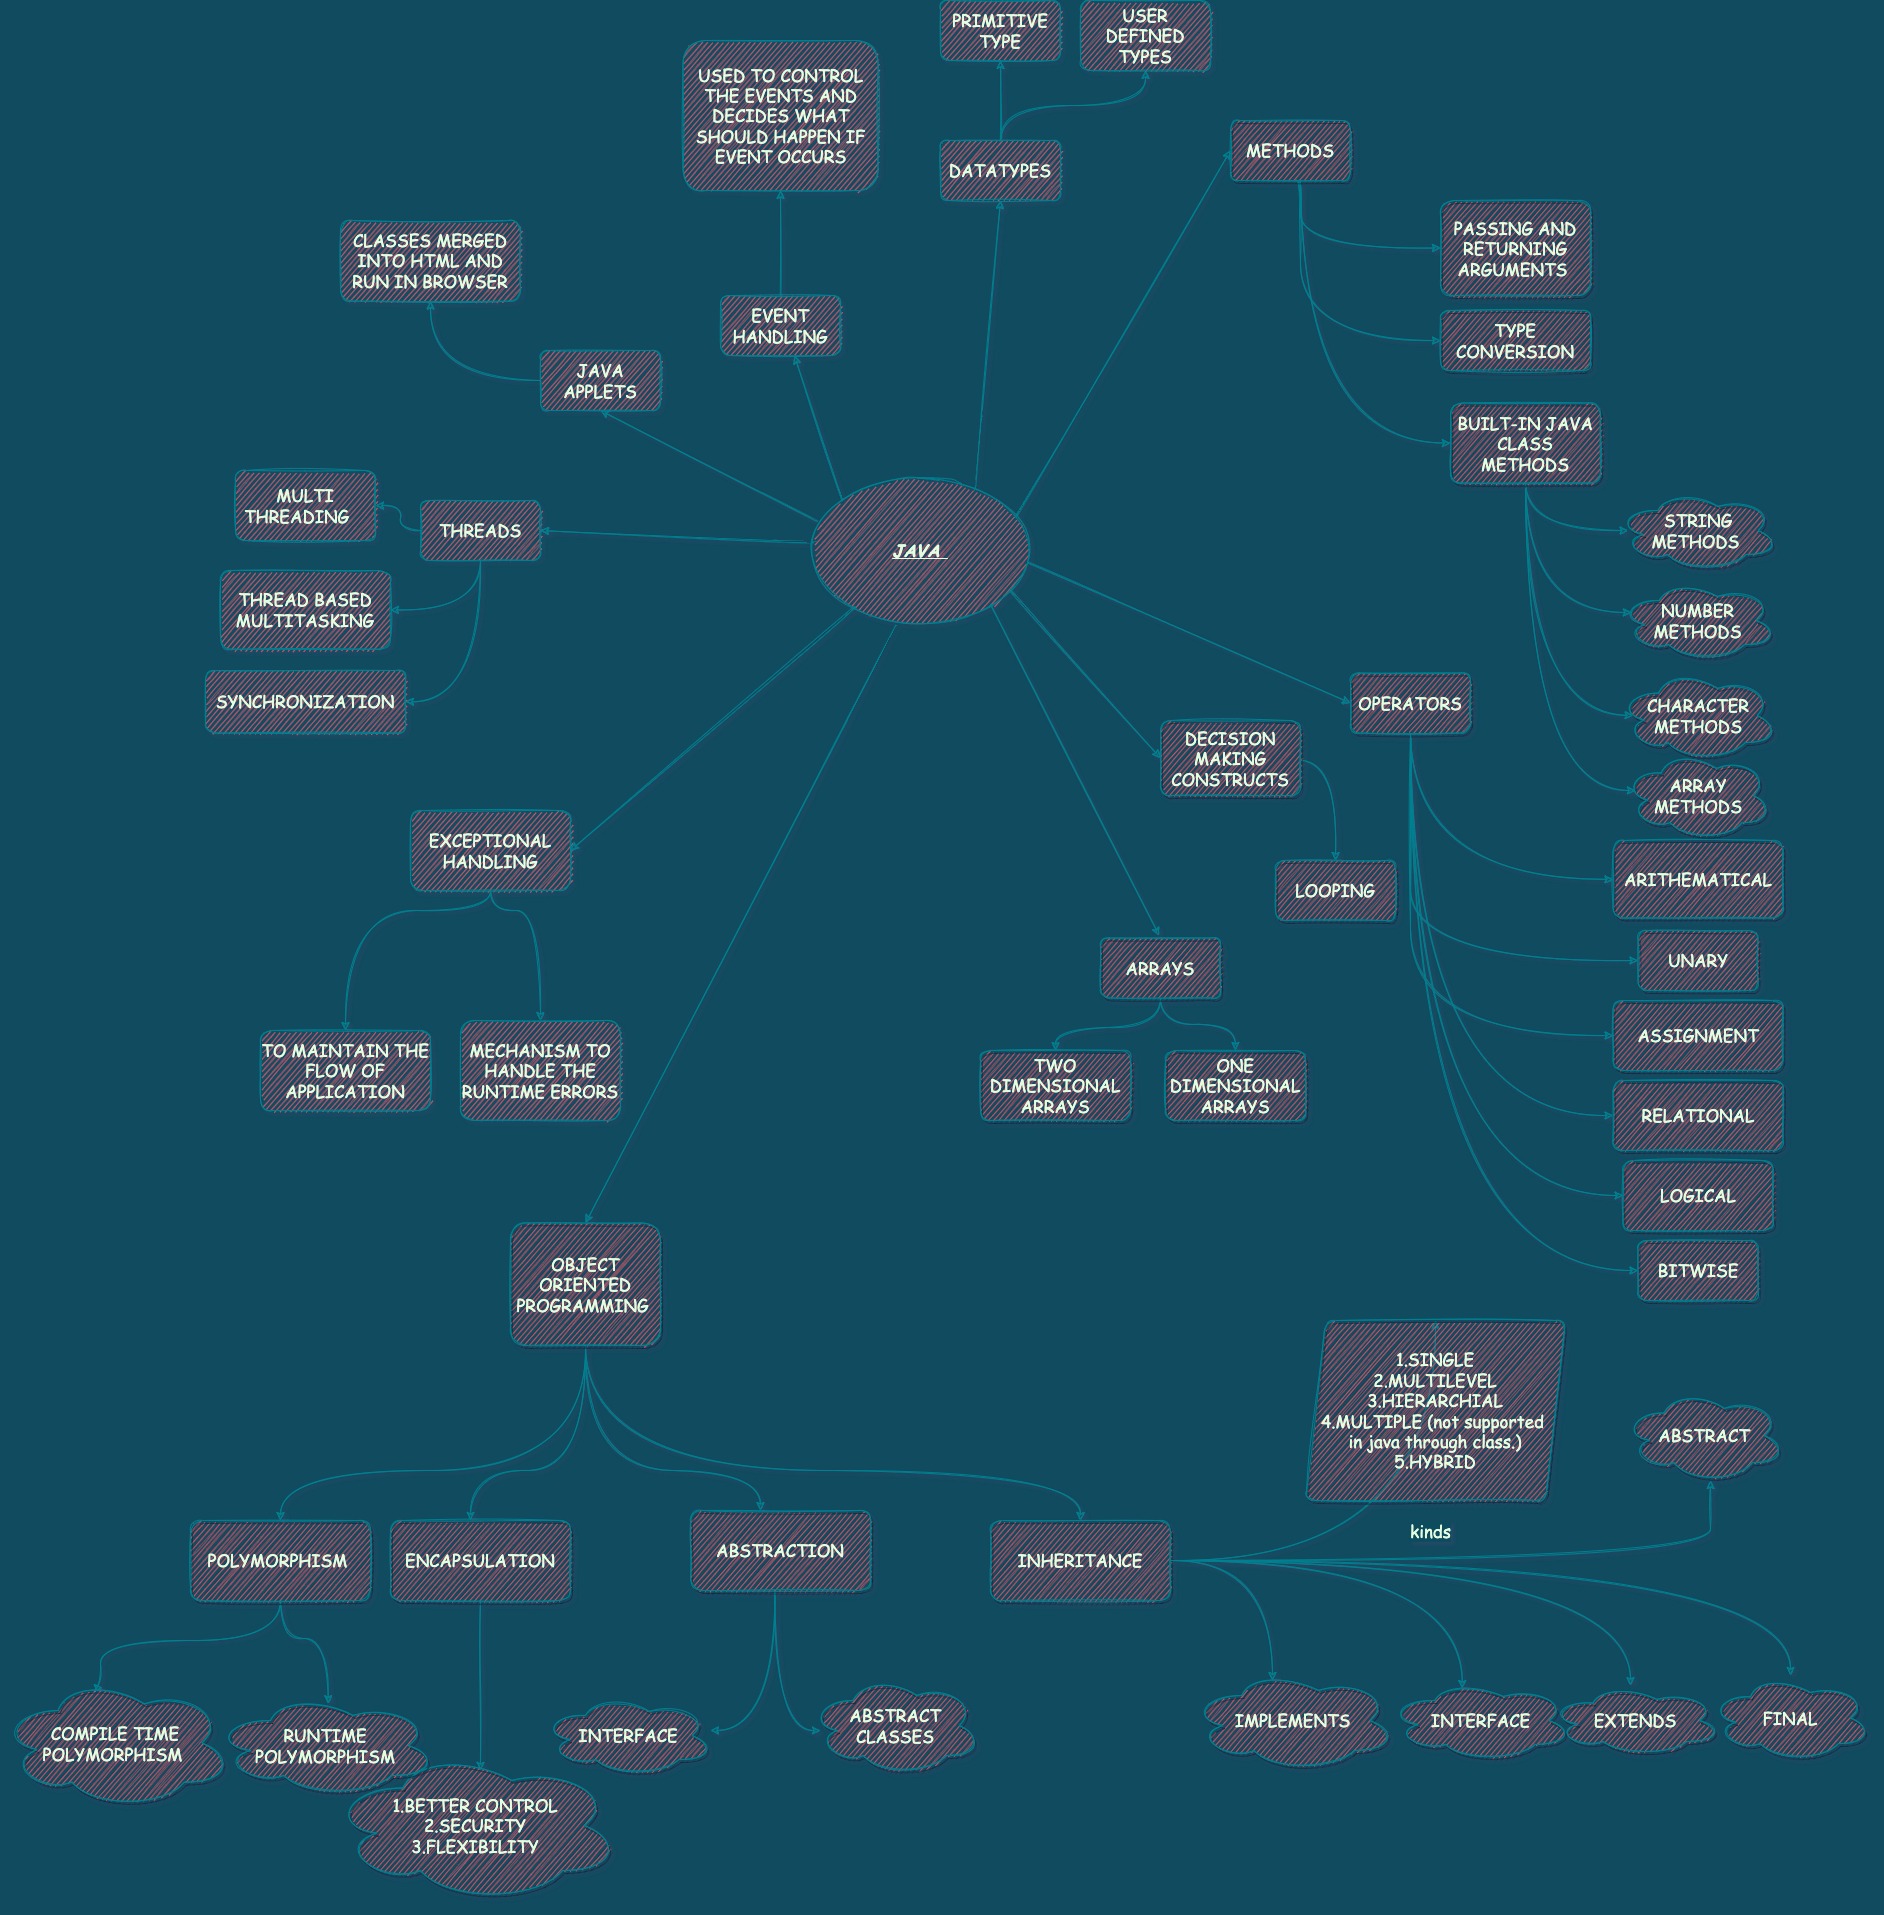 PRIMITIVE
TYPE
USER
DEFINED
TYPES
USED TO CONTROL
THE EVENTS AND
DECIDES WHAT
SHOULD HAPPEN IF
EVENT OCCURS
METHODS
DATATYPES
CLASSES MERGED
INTO HTML AND
RUN IN BROWSER
PASSING AND
RETURNING
ARGUMENTS
EVENT
HANDLING
TYPE
CONVERSION
JAVA
APPLETS
BUILT-IN JAVA
CLASS
METHODS
MULTI
THREADING
THREADS
JAVA
STRING
METHODS
THREAD BASED
MULTITASKING
NUMBER
METHODS
SYNCHRONIZATION
OPERATORS
CHARACTER
METHODS
DECISION
MAKING
CONSTRUCTS
ARRAY
METHODS
EXCEPTIONAL
HANDLING
LOOPING
ARITHEMATICAL
ARRAYS
UNARY
TO MAINTAIN THE
FLOW OF
APPLICATION
MECHANISM TO
HANDLE THE
RUNTIME ERRORS
TWO
DIMENSIONAL
ARRAYS
ONE
DIMENSIONAL
ARRAYS
ASSIGNMENT
RELATIONAL
LOGICAL
BITWISE
OBJECT
ORIENTED
PROGRAMMING
1.SINGLE
2.MULTILEVEL
3.HIERARCHIAL
4.MULTIPLE (not supported
in java through class.)
5.HYBRID
ABSTRACT
kinds
POLYMORPHISM
ENCAPSULATION
ABSTRACTION
INHERITANCE
COMPILE TIME
POLYMORPHISM
RUNTIME
POLYMORPHISM
INTERFACE
ABSTRACT
CLASSES
IMPLEMENTS
INTERFACE
EXTENDS
FINAL
1.BETTER CONTROL
2.SECURITY
3.FLEXIBILITY